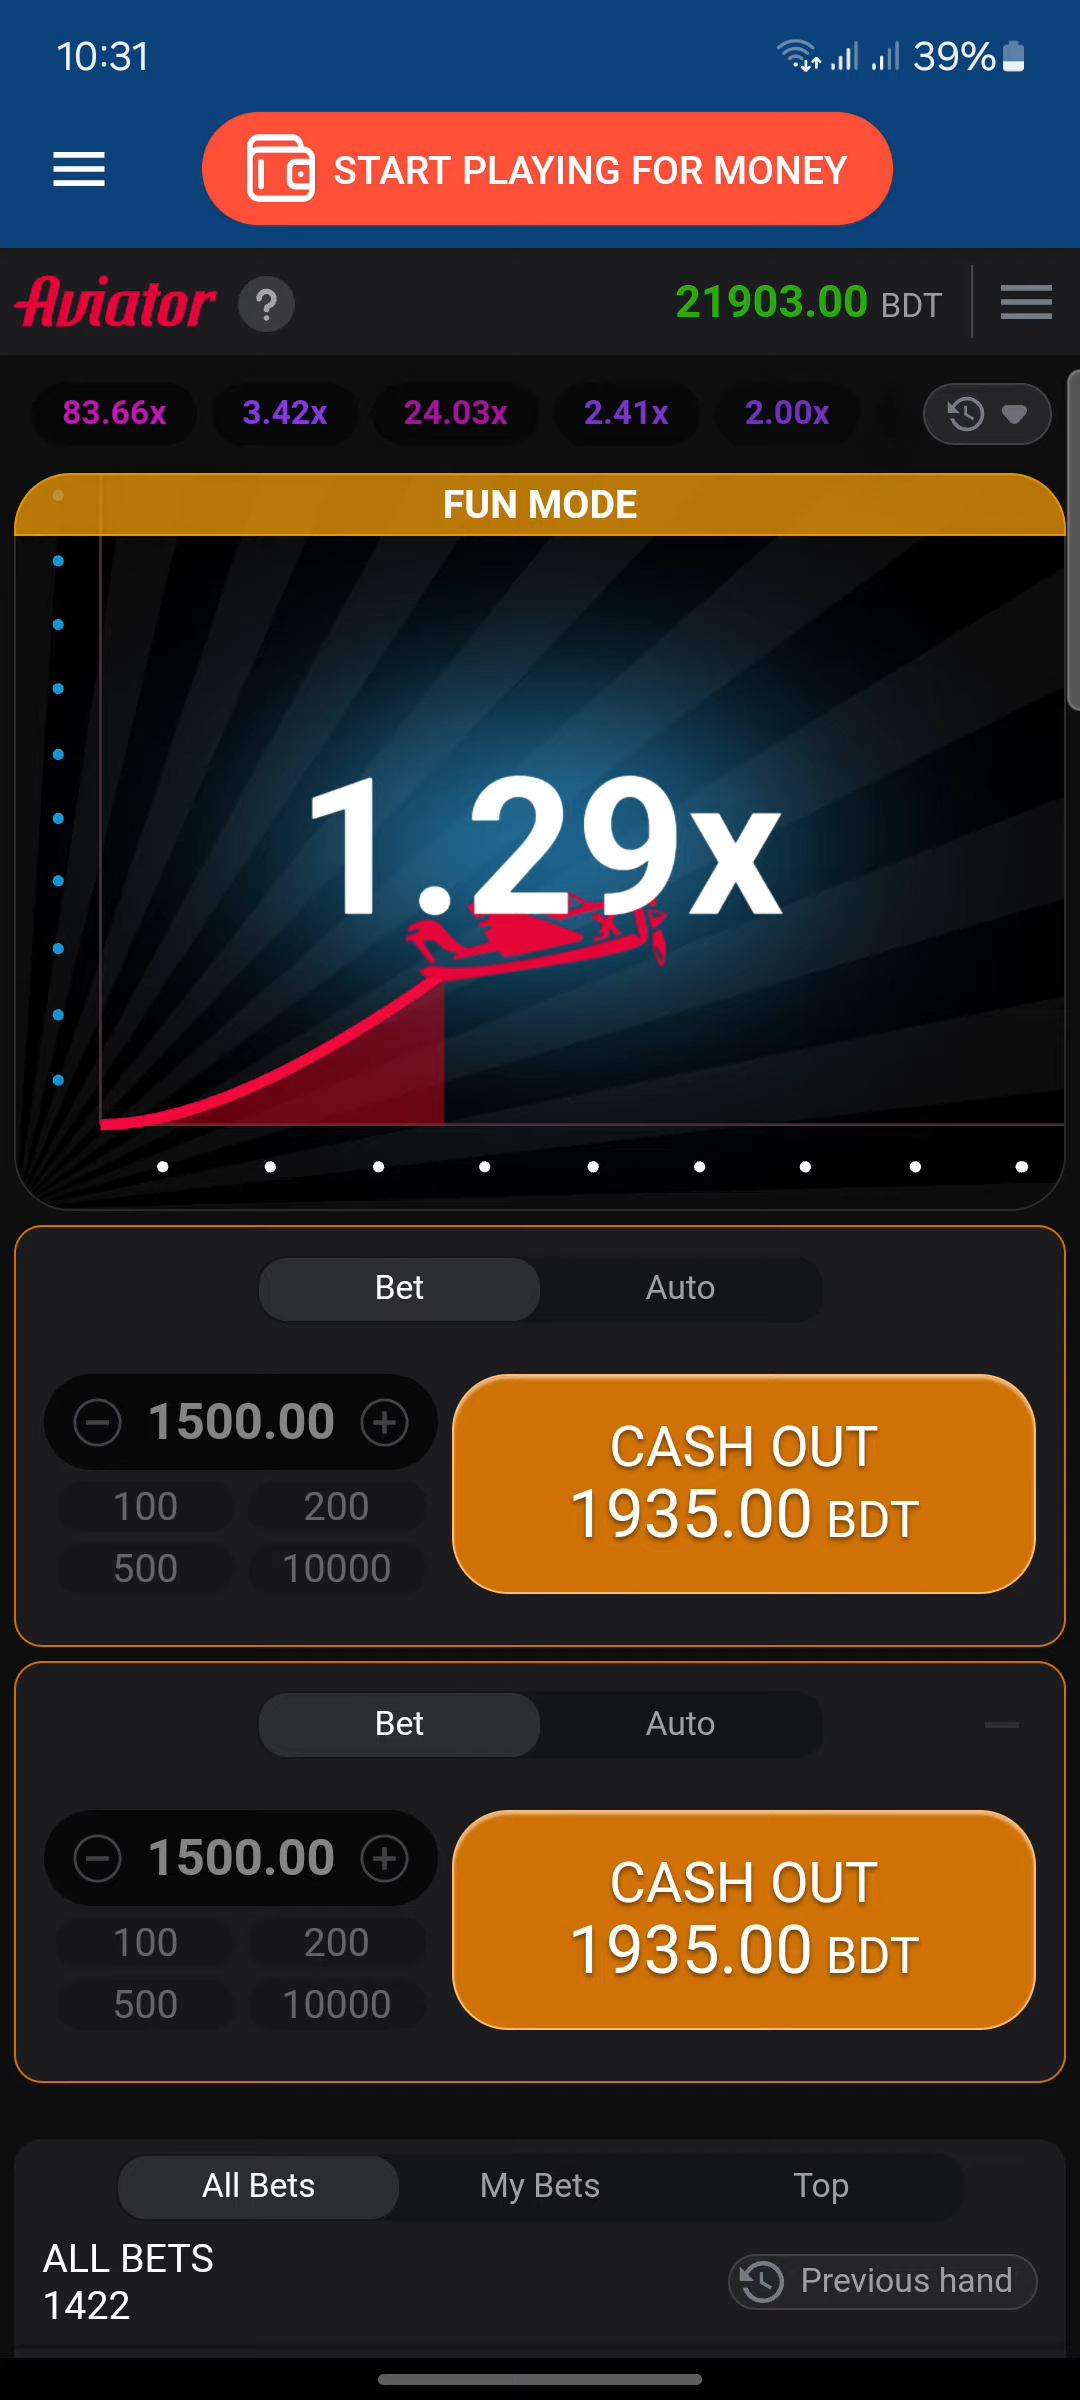 10:31
39%
START PLAYING FOR MONEY
Aviator ?
21903.00 BDT
83.66x 3.42x 24.03x 2.41x 2.00x
FUN MODE
1.29x
Bet Auto
1500.00
100 200
500 10000
CASH OUT
1935.00 BDT
Bet Auto
1500.00
100 200
500 10000
CASH OUT
1935.00 BDT
All Bets My Bets Top
ALL BETS
1422
Previous hand